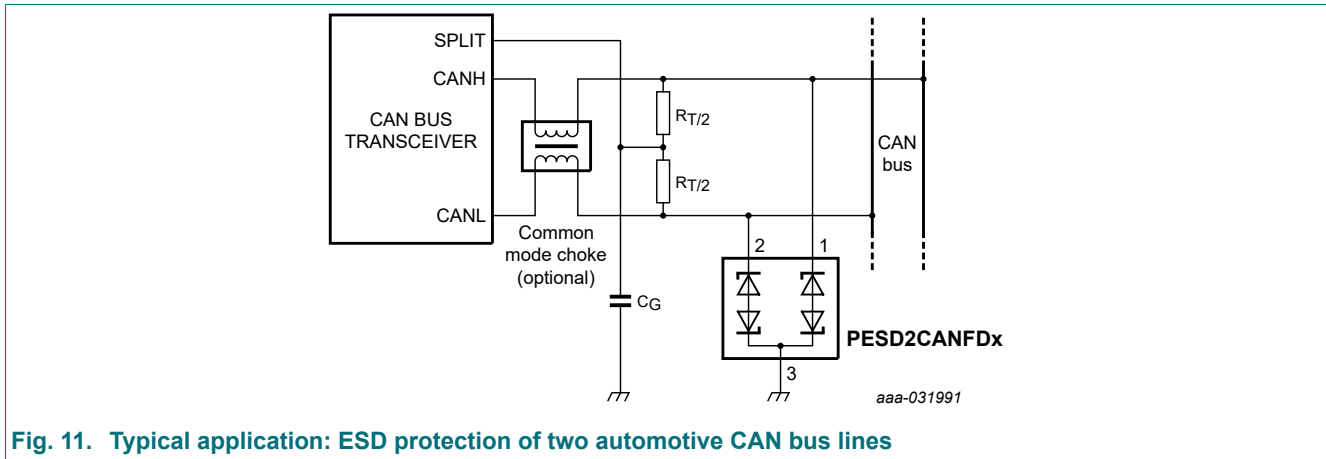 SPLIT
CANH
CAN BUS
TRANSCEIVER
CANL
Common
mode choke
(optional)
RT/2
RT/2
CG
CAN
bus
2
1
PESD2CANFDx
3
aaa-031991
Fig. 11. Typical application: ESD protection of two automotive CAN bus lines